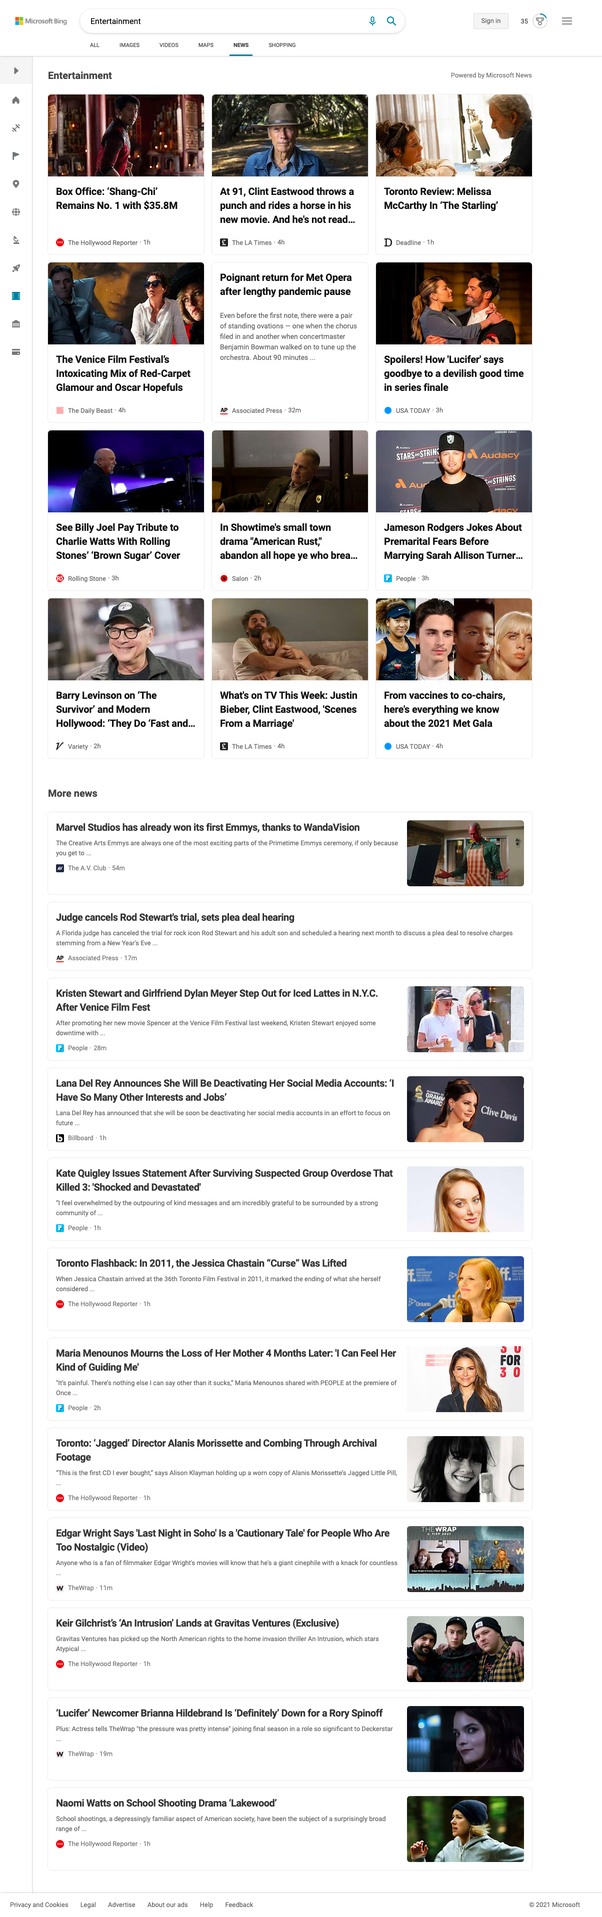 Microsoft Bing
Entertainment
Sign in
35
ALL
IMAGES
VIDEOS
MAPS
NEWS
SHOPPING
Entertainment
Powered by Microsoft News
Box Office: ‘Shang-Chi’
Remains No. 1 with $35.8M
The Hollywood Reporter · 1h
At 91, Clint Eastwood throws a
punch and rides a horse in his
new movie. And he's not read...
The LA Times · 4h
Toronto Review: Melissa
McCarthy In ‘The Starling’
Deadline · 1h
The Venice Film Festival’s
Intoxicating Mix of Red-Carpet
Glamour and Oscar Hopefuls
The Daily Beast · 4h
Poignant return for Met Opera
after lengthy pandemic pause
Even before the first note, there were a pair
of standing ovations — one when the chorus
filed in and another when concertmaster
Benjamin Bowman walked on to tune up the
orchestra. About 90 minutes ...
AP
Associated Press · 32m
Spoilers! How 'Lucifer' says
goodbye to a devilish good time
in series finale
USA TODAY · 3h
See Billy Joel Pay Tribute to
Charlie Watts With Rolling
Stones’ ‘Brown Sugar’ Cover
Rolling Stone · 3h
In Showtime's small town
drama "American Rust,"
abandon all hope ye who brea...
Salon · 2h
STRINGS
Audacy
Jameson Rodgers Jokes About
Premarital Fears Before
Marrying Sarah Allison Turner...
People · 3h
Barry Levinson on ‘The
Survivor’ and Modern
Hollywood: ‘They Do ‘Fast and...
Variety · 2h
What's on TV This Week: Justin
Bieber, Clint Eastwood, 'Scenes
From a Marriage'
The LA Times · 4h
From vaccines to co-chairs,
here's everything we know
about the 2021 Met Gala
USA TODAY · 4h
More news
Marvel Studios has already won its first Emmys, thanks to WandaVision
The Creative Arts Emmys are always one of the most exciting parts of the Primetime Emmys ceremony, if only because
you get to ...
The A.V. Club · 54m
Judge cancels Rod Stewart's trial, sets plea deal hearing
A Florida judge has canceled the trial for rock icon Rod Stewart and his adult son and scheduled a hearing next month to discuss a plea deal to resolve charges
stemming from a New Year's Eve ...
AP
Associated Press · 17m
Kristen Stewart and Girlfriend Dylan Meyer Step Out for Iced Lattes in N.Y.C.
After Venice Film Fest
After promoting her new movie Spencer at the Venice Film Festival last weekend, Kristen Stewart enjoyed some
downtime with ...
People · 28m
Lana Del Rey Announces She Will Be Deactivating Her Social Media Accounts: ‘I
Have So Many Other Interests and Jobs’
Lana Del Rey has announced that she will be soon be deactivating her social media accounts in an effort to focus on
future ...
Billboard · 1h
GRAMMY
Clive Davis
Kate Quigley Issues Statement After Surviving Suspected Group Overdose That
Killed 3: 'Shocked and Devastated'
"I feel overwhelmed by the outpouring of kind messages and am incredibly grateful to be surrounded by a strong
community of ...
People · 1h
Toronto Flashback: In 2011, the Jessica Chastain “Curse” Was Lifted
When Jessica Chastain arrived at the 36th Toronto Film Festival in 2011, it marked the ending of what she herself
considered ...
The Hollywood Reporter · 1h
Ontario
Maria Menounos Mourns the Loss of Her Mother 4 Months Later: 'I Can Feel Her
Kind of Guiding Me'
"It's painful. There's nothing else I can say other than it sucks," Maria Menounos shared with PEOPLE at the premiere of
Once ...
People · 2h
FOR
30
Toronto: ‘Jagged’ Director Alanis Morissette and Combing Through Archival
Footage
“This is the first CD I ever bought,” says Alison Klayman holding up a worn copy of Alanis Morissette's Jagged Little Pill,
...
The Hollywood Reporter · 1h
Edgar Wright Says 'Last Night in Soho' Is a 'Cautionary Tale' for People Who Are
Too Nostalgic (Video)
Anyone who is a fan of filmmaker Edgar Wright's movies will know that he's a giant cinephile with a knack for countless
...
TheWrap · 11m
THEWRAP
Keir Gilchrist’s ‘An Intrusion’ Lands at Gravitas Ventures (Exclusive)
Gravitas Ventures has picked up the North American rights to the home invasion thriller An Intrusion, which stars
Atypical ...
The Hollywood Reporter · 1h
‘Lucifer’ Newcomer Brianna Hildebrand Is ‘Definitely’ Down for a Rory Spinoff
Plus: Actress tells TheWrap "the pressure was pretty intense" joining final season in a role so significant to Deckerstar
...
TheWrap · 19m
Naomi Watts on School Shooting Drama ‘Lakewood’
School shootings, a depressingly familiar aspect of American society, have been the subject of a surprisingly broad
range of ...
The Hollywood Reporter · 1h
Privacy and Cookies
Legal
Advertise
About our ads
Help
Feedback
© 2021 Microsoft